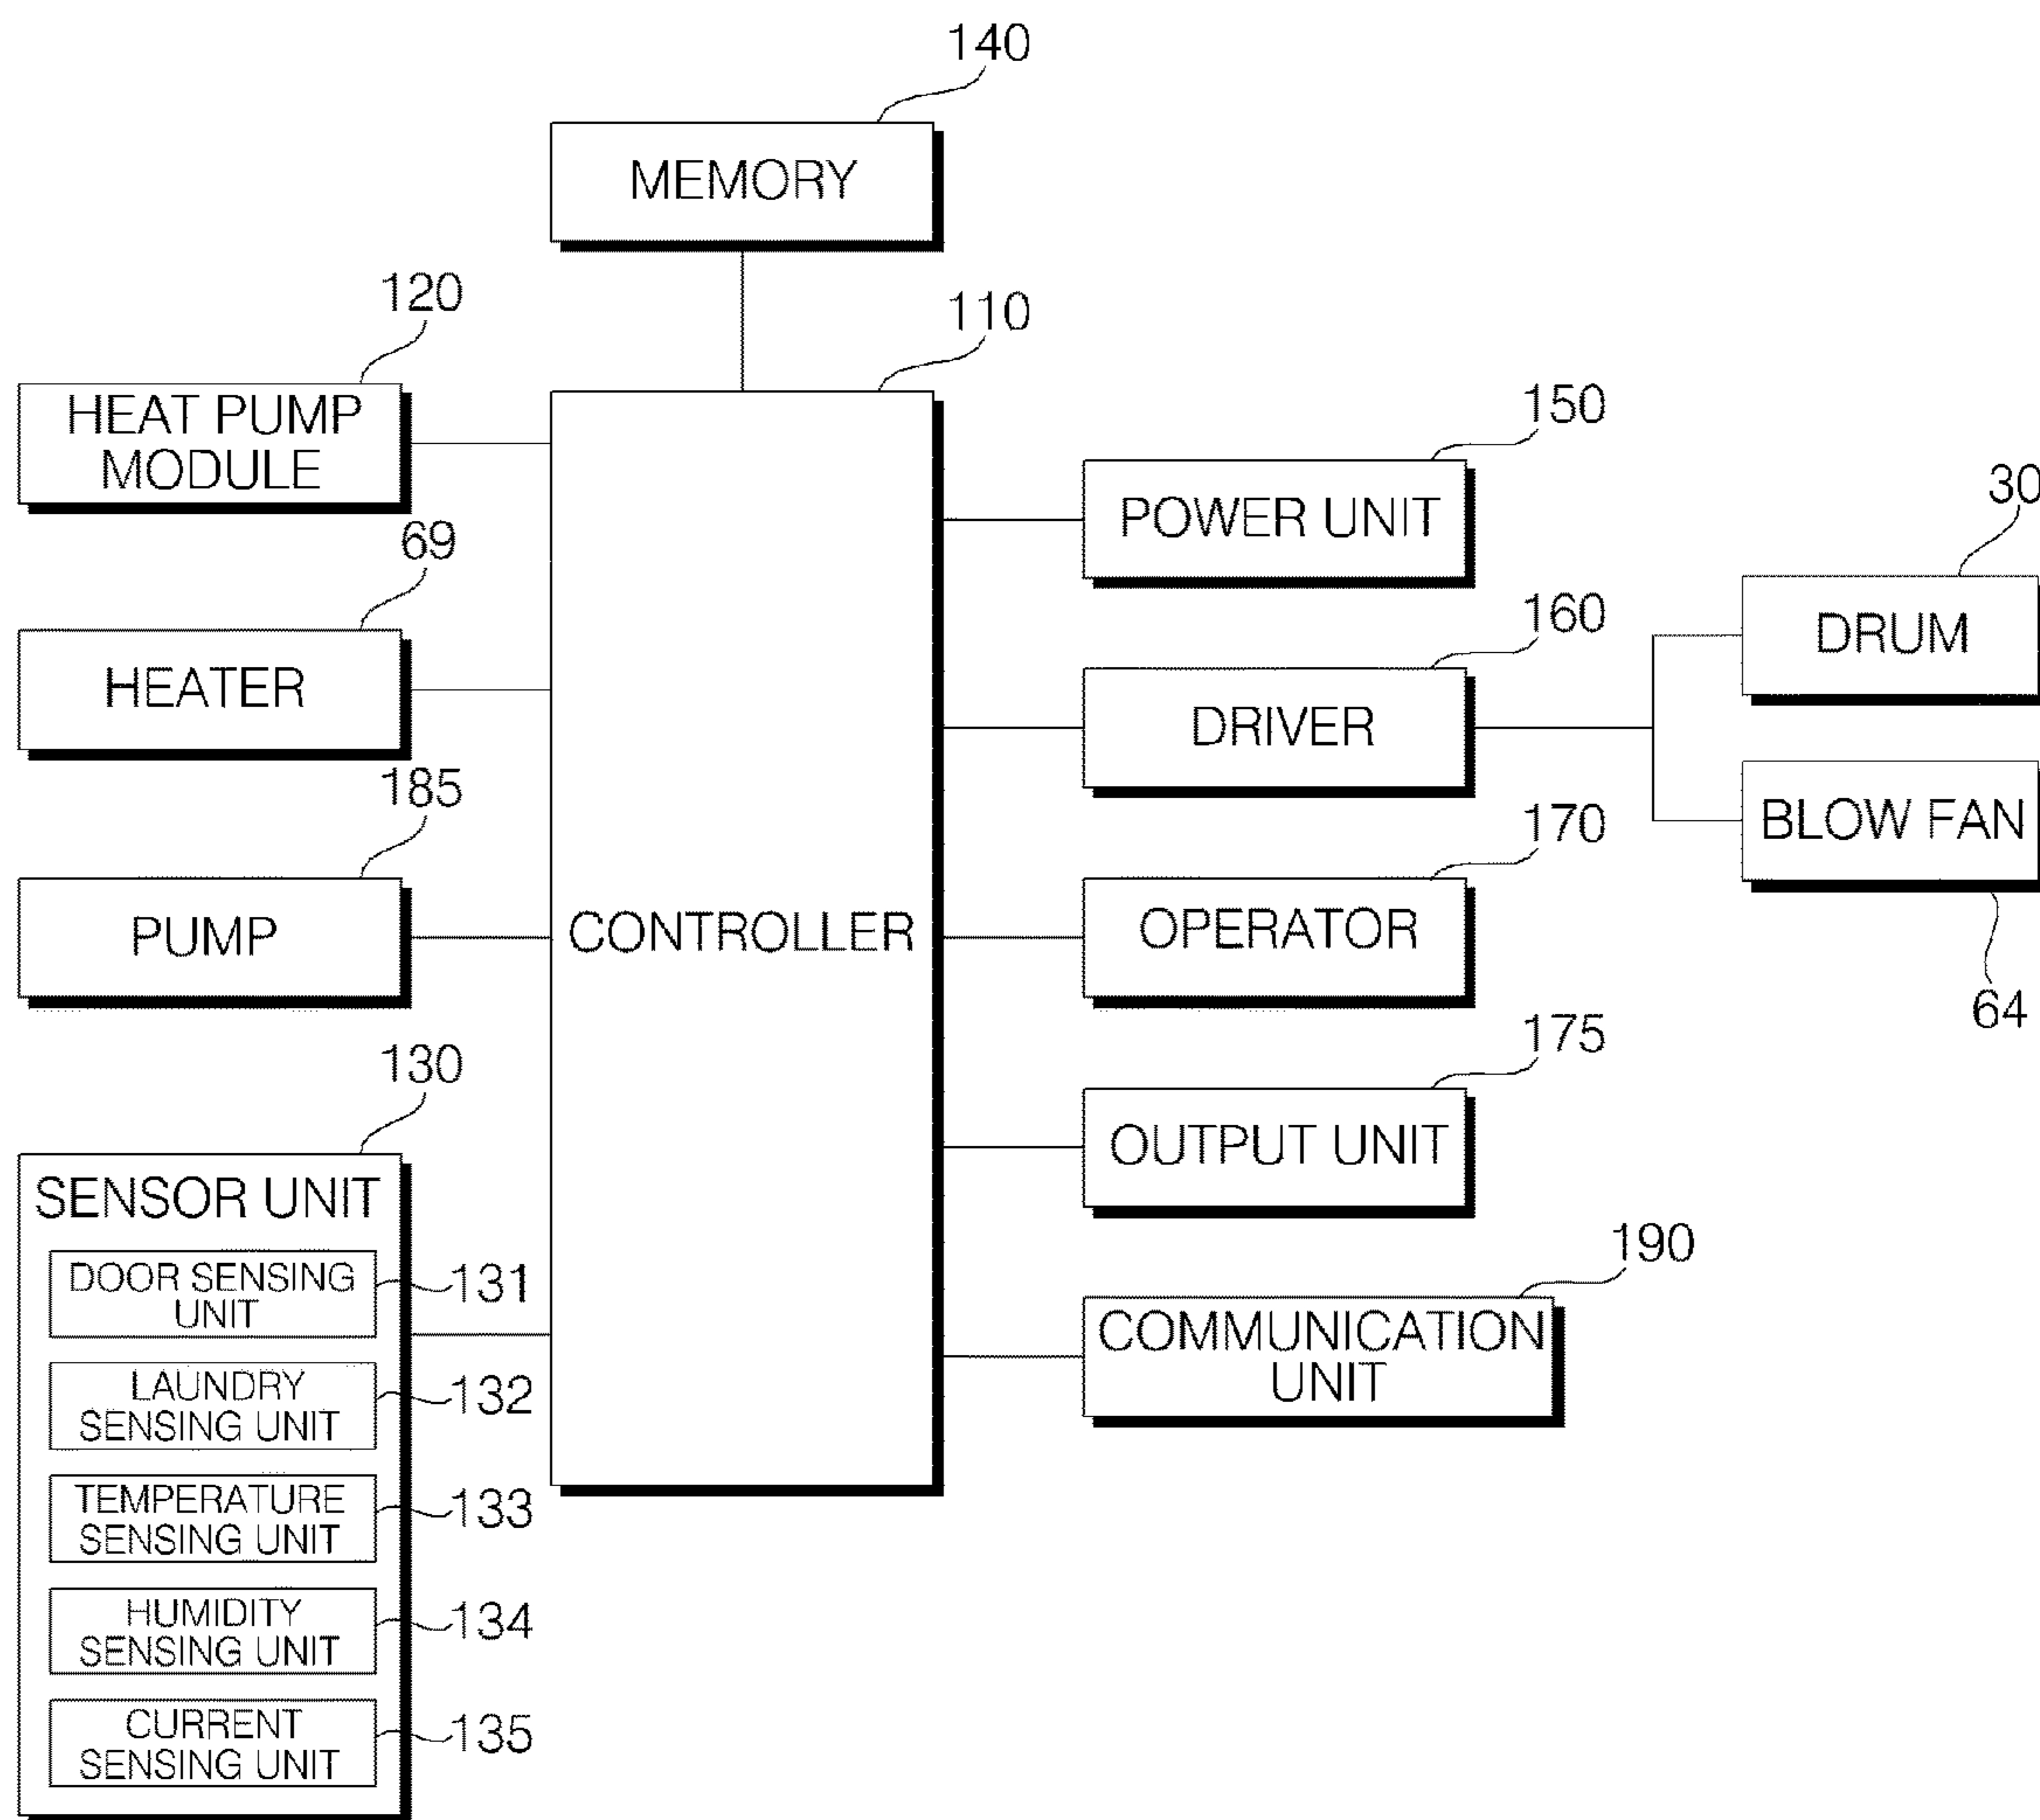 140
MEMORY
120
110
HEAT PUMP
MODULE
150
POWER UNIT
30
DRUM
69
HEATER
160
DRIVER
BLOW FAN
64
185
PUMP
CONTROLLER
170
OPERATOR
175
OUTPUT UNIT
130
SENSOR UNIT
DOOR SENSING
UNIT
131
LAUNDRY
SENSING UNIT
132
TEMPERATURE
SENSING UNIT
133
HUMIDITY
SENSING UNIT
134
CURRENT
SENSING UNIT
135
190
COMMUNICATION
UNIT